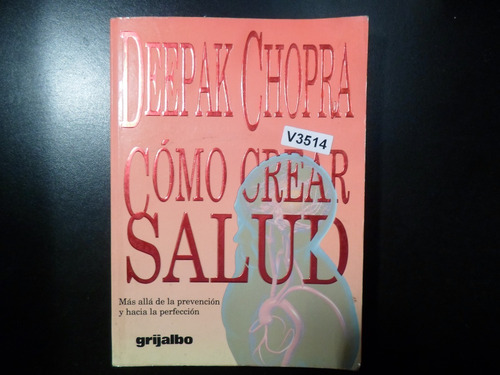 DEEPAK CHOPRA
V3514
CÓMO CREAR
SALUD
Más allá de la prevención
y hacia la perfección
grijalbo